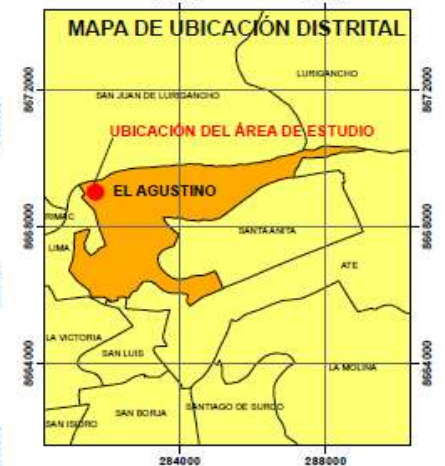 MAPA DE UBICACIÓN DISTRITAL
LURIGANCHO
8672000
8672000
SAN JUAN DE LURIGANCHO
UBICACIÓN DEL ÁREA DE ESTUDIO
EL AGUSTINO
RIMAC
8668000
8668000
LIMA
SANTA ANITA
ATE
LA VICTORIA
SAN LUIS
8664000
8664000
LA MOLINA
SAN BORJA
SANTIAGO DE SURCO
SAN ISIDRO
284000
288000